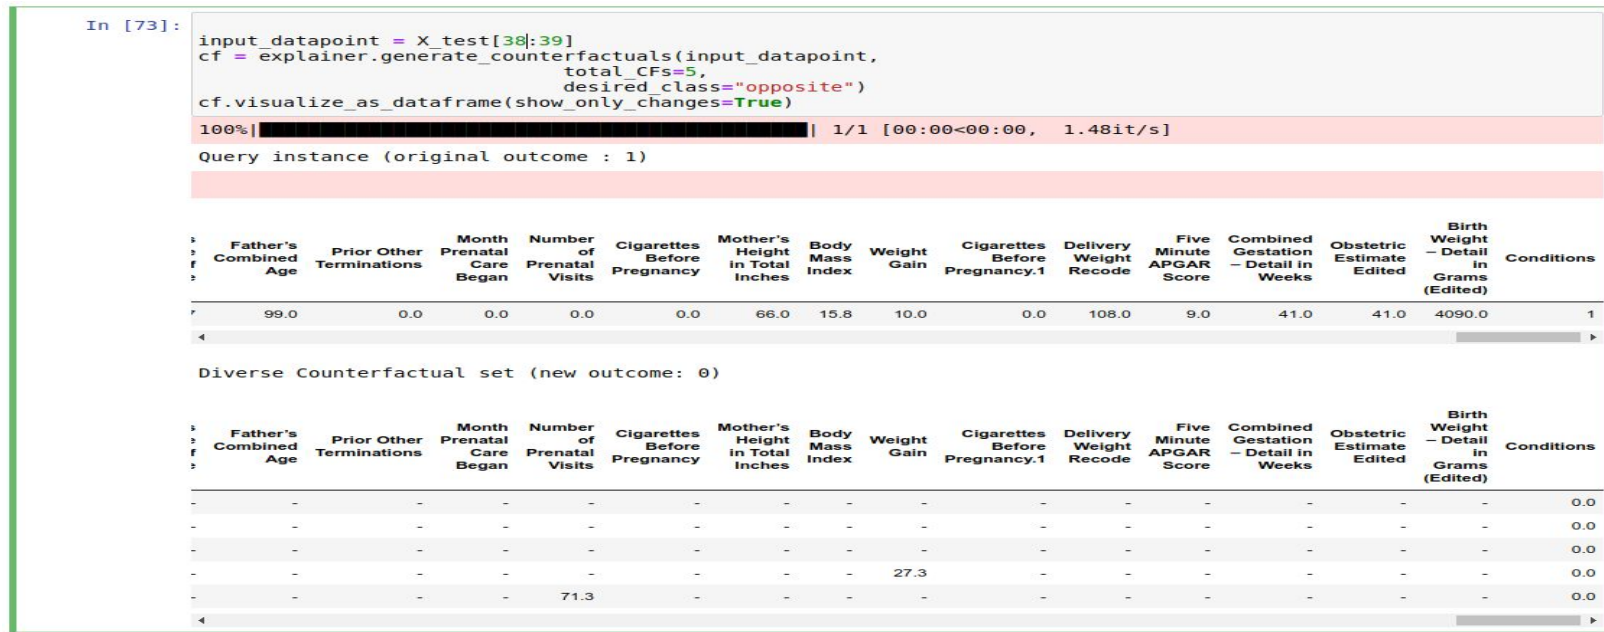 In [73]:
input_datapoint = X_test[38:39]
cf = explainer.generate_counterfactuals(input_datapoint,
total_CFs=5,
desired_class="opposite")
cf.visualize_as_dataframe(show_only_changes=True)
100%| | 1/1 [00:00<00:00, 1.48it/s]
Query instance (original outcome : 1)
Father's Combined Age Prior Other Terminations Month Prenatal Care Began Number of Prenatal Visits Cigarettes Before Pregnancy Mother's Height in Total Inches Body Mass Index Weight Gain Cigarettes Before Pregnancy.1 Delivery Weight Recode Five Minute APGAR Score Combined Gestation – Detail in Weeks Obstetric Estimate Edited Birth Weight – Detail in Grams (Edited) Conditions
99.0 0.0 0.0 0.0 0.0 66.0 15.8 10.0 0.0 108.0 9.0 41.0 41.0 4090.0 1
Diverse Counterfactual set (new outcome: 0)
Father's Combined Age Prior Other Terminations Month Prenatal Care Began Number of Prenatal Visits Cigarettes Before Pregnancy Mother's Height in Total Inches Body Mass Index Weight Gain Cigarettes Before Pregnancy.1 Delivery Weight Recode Five Minute APGAR Score Combined Gestation – Detail in Weeks Obstetric Estimate Edited Birth Weight – Detail in Grams (Edited) Conditions
- - - - - - - - - - - - - - - 0.0
- - - - - - - - - - - - - - - 0.0
- - - - - - - - - - - - - - - 0.0
- - - - - - - - 27.3 - - - - - - 0.0
- - - - 71.3 - - - - - - - - - - 0.0